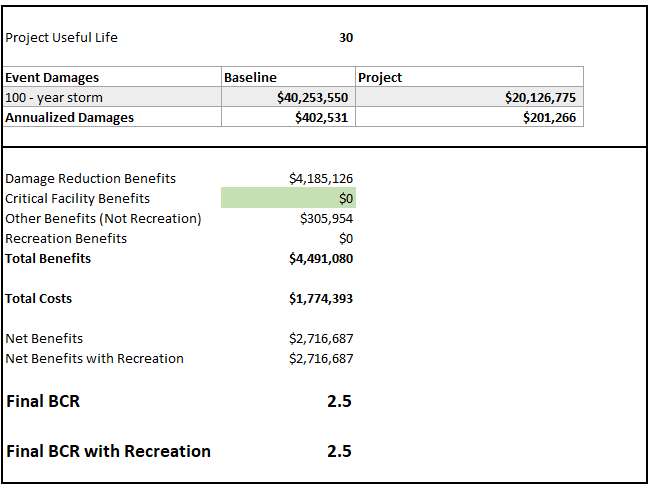 Project Useful Life 30
Event Damages Baseline Project
100 - year storm $40,253,550 $20,126,775
Annualized Damages $402,531 $201,266
Damage Reduction Benefits $4,185,126
Critical Facility Benefits $0
Other Benefits (Not Recreation) $305,954
Recreation Benefits $0
Total Benefits $4,491,080
Total Costs $1,774,393
Net Benefits $2,716,687
Net Benefits with Recreation $2,716,687
Final BCR 2.5
Final BCR with Recreation 2.5